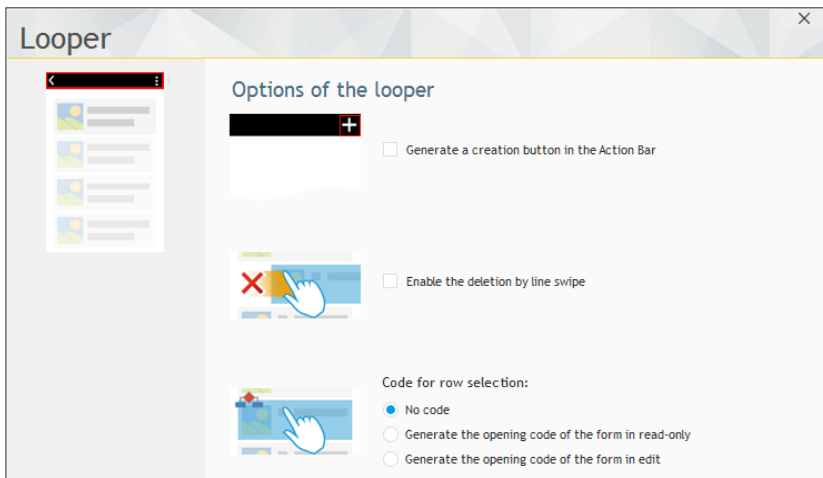 Looper
Options of the looper
Generate a creation button in the Action Bar
Enable the deletion by line swipe
Code for row selection:
No code
Generate the opening code of the form in read-only
Generate the opening code of the form in edit